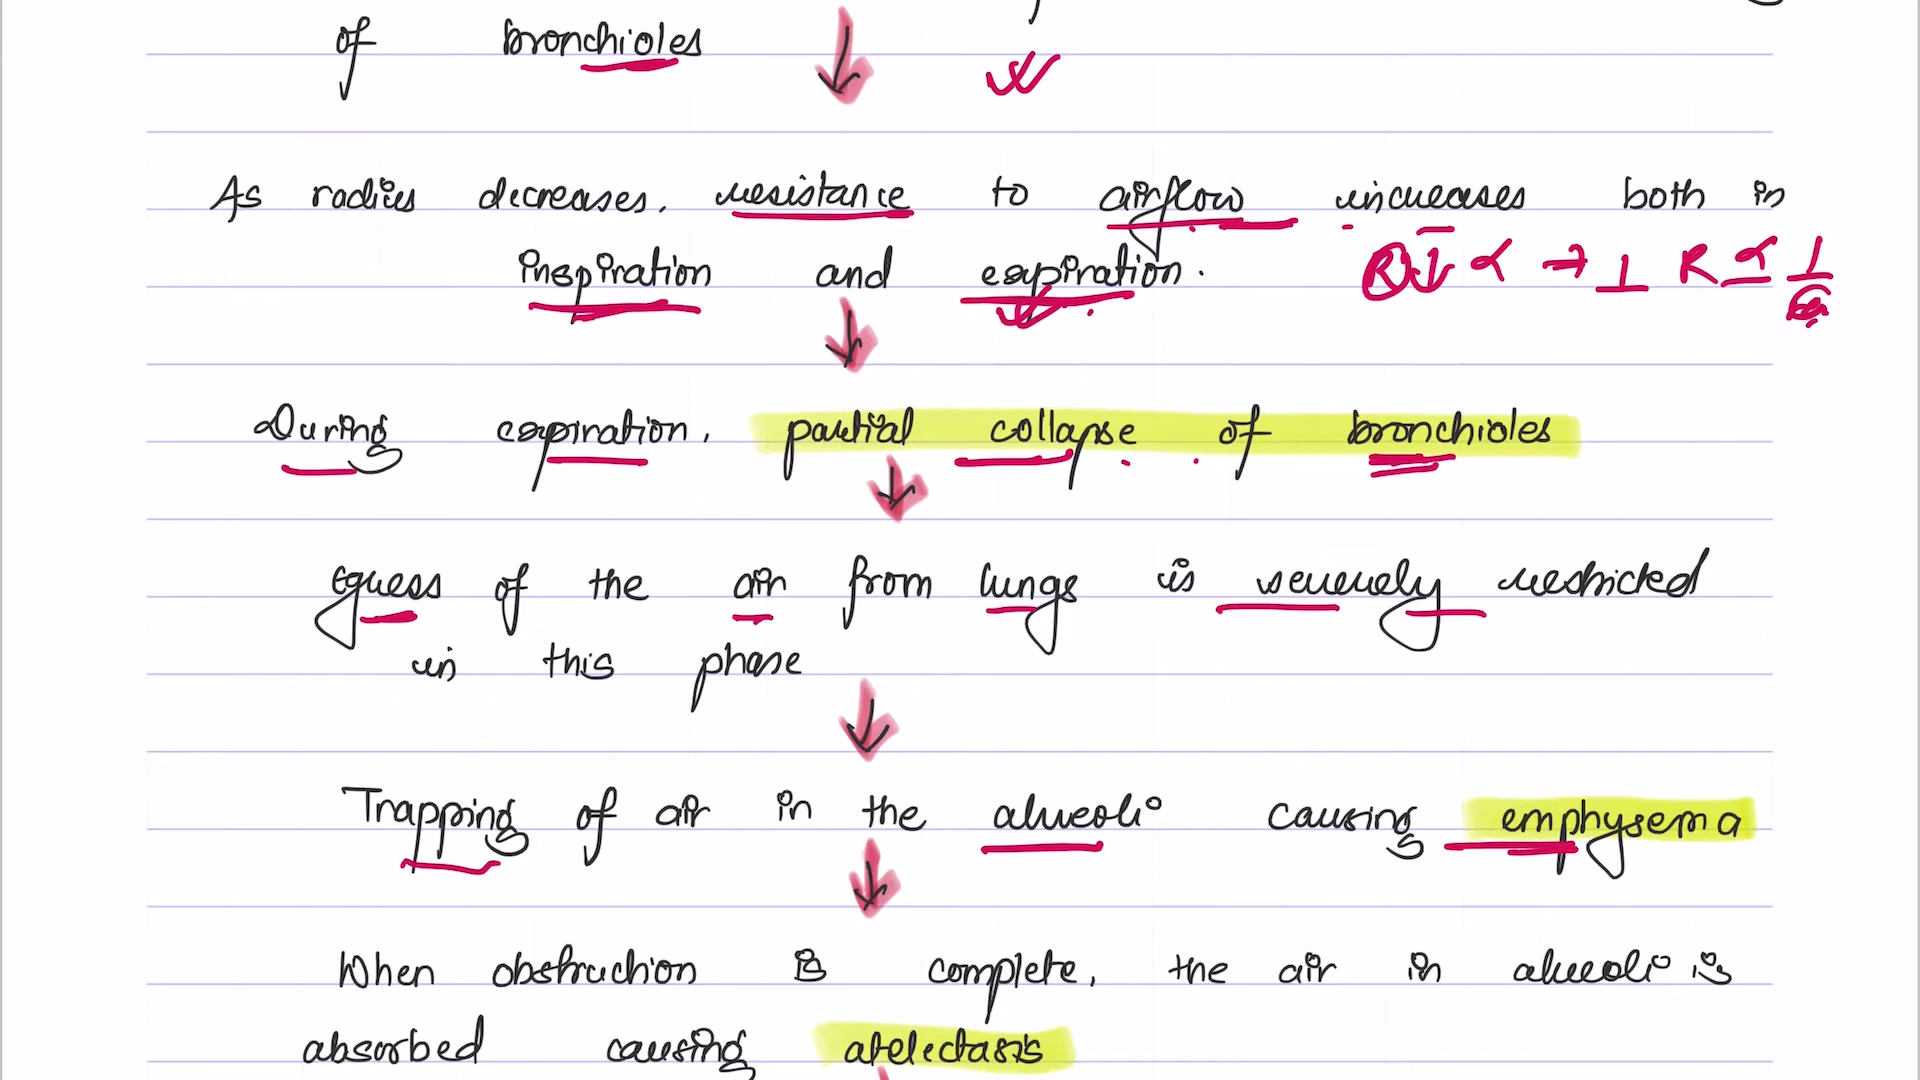 of bronchioles
As radius decreases, resistance to airflow increases both in
inspiration and expiration.
R↓ ∝ → ⊥ R ∝ 1
During expiration, partial collapse of bronchioles
Egress of the air from lungs is severely restricted
in this phase
Trapping of air in the alveoli causing emphysema
When obstruction is complete, the air in alveoli is
absorbed causing atelectasis